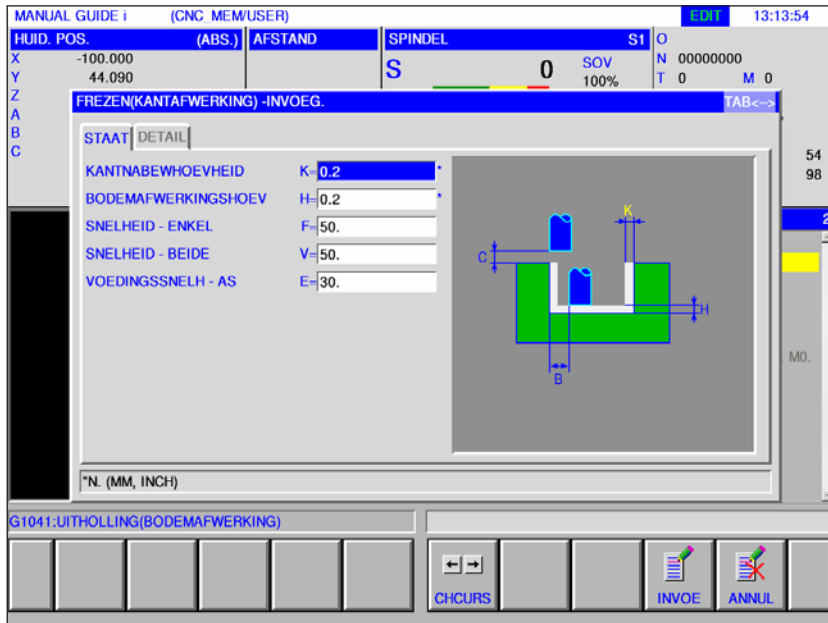 MANUAL GUIDE i (CNC_MEM/USER) EDIT 13:13:54
HUID. POS. (ABS.) AFSTAND SPINDEL S1 O
X -100.000 N 00000000
Y 44.090 S 0 SOV 100% T 0 M 0
Z
A
B
C
54
98
FREZEN(KANTAFWERKING) -INVOEG. TAB<-->
STAAT DETAIL
KANTNABEWHOEVHEID K=0.2 *
BODEMAFWERKINGSHOEV H=0.2 *
SNELHEID - ENKEL F=50.
SNELHEID - BEIDE V=50.
VOEDINGSSNELH - AS E=30.
K
C
H
B
2
M0.
"N. (MM, INCH)
G1041:UITHOLLING(BODEMAFWERKING)
CHCURS INVOE ANNUL